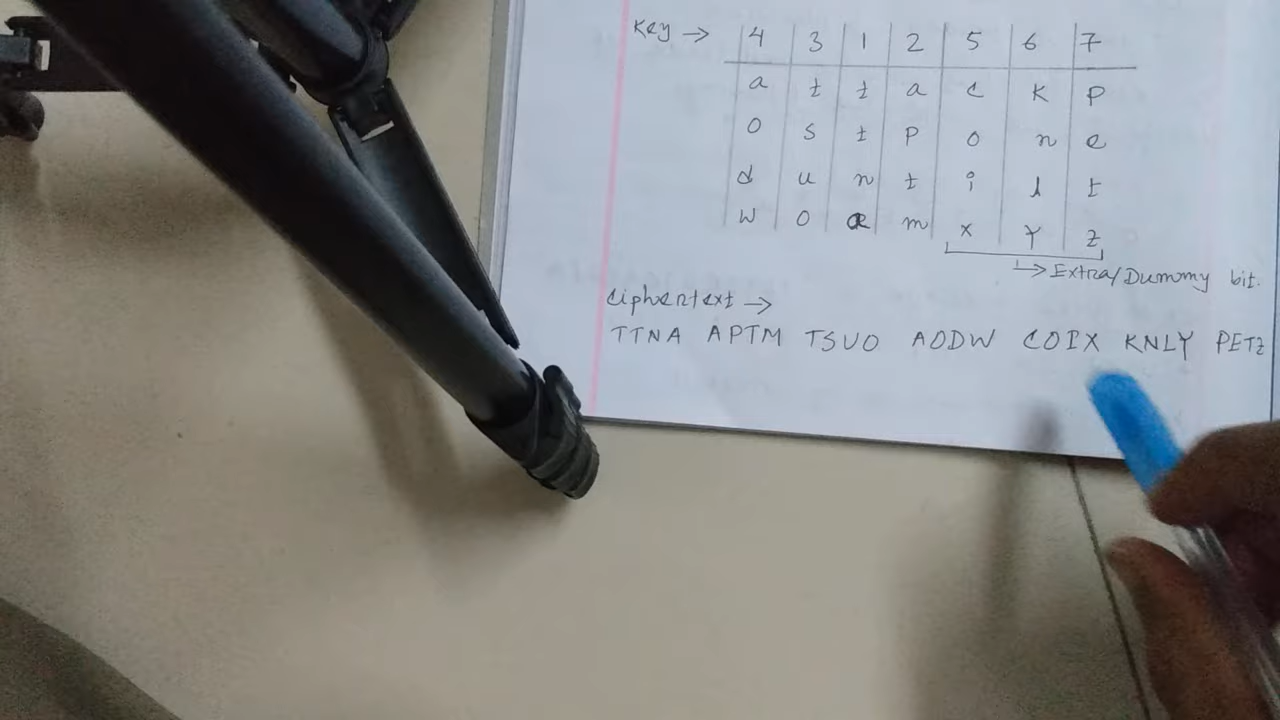 Key → 4 3 1 2 5 6 7
a t t a c k p
o s t p o n e
d u n t i l t
w o a m x Y z
→ Extra/Dummy bit.
ciphertext →
TTNA APTM TSUO AODW COIX KNLY PETZ